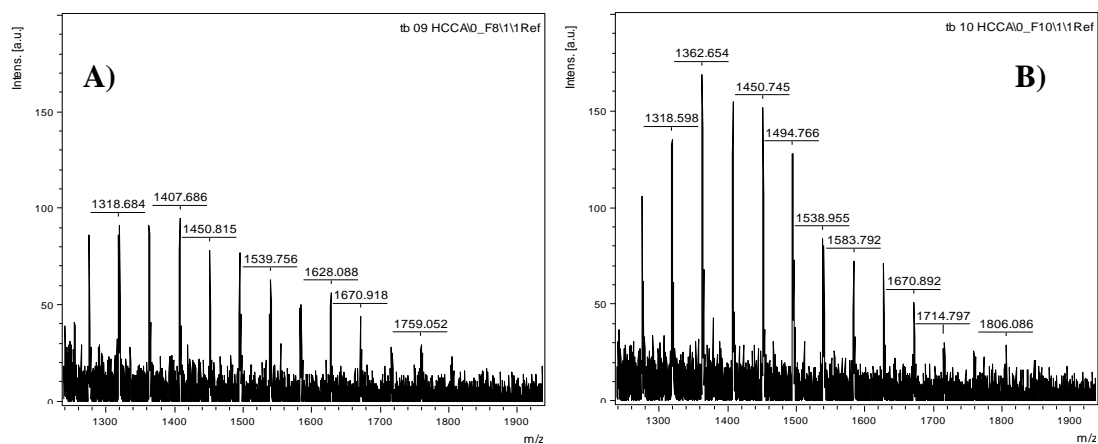 tb 09 HCCA\0_F8\1\1Ref
Intens. [a.u.]
A)
150
100
50
0
1318.684
1407.686
1450.815
1539.756
1628.088
1670.918
1759.052
1300 1400 1500 1600 1700 1800 1900
m/z
tb 10 HCCA\0_F10\1\1Ref
Intens. [a.u.]
B)
150
100
50
0
1318.598
1362.654
1450.745
1494.766
1538.955
1583.792
1670.892
1714.797
1806.086
1300 1400 1500 1600 1700 1800 1900
m/z